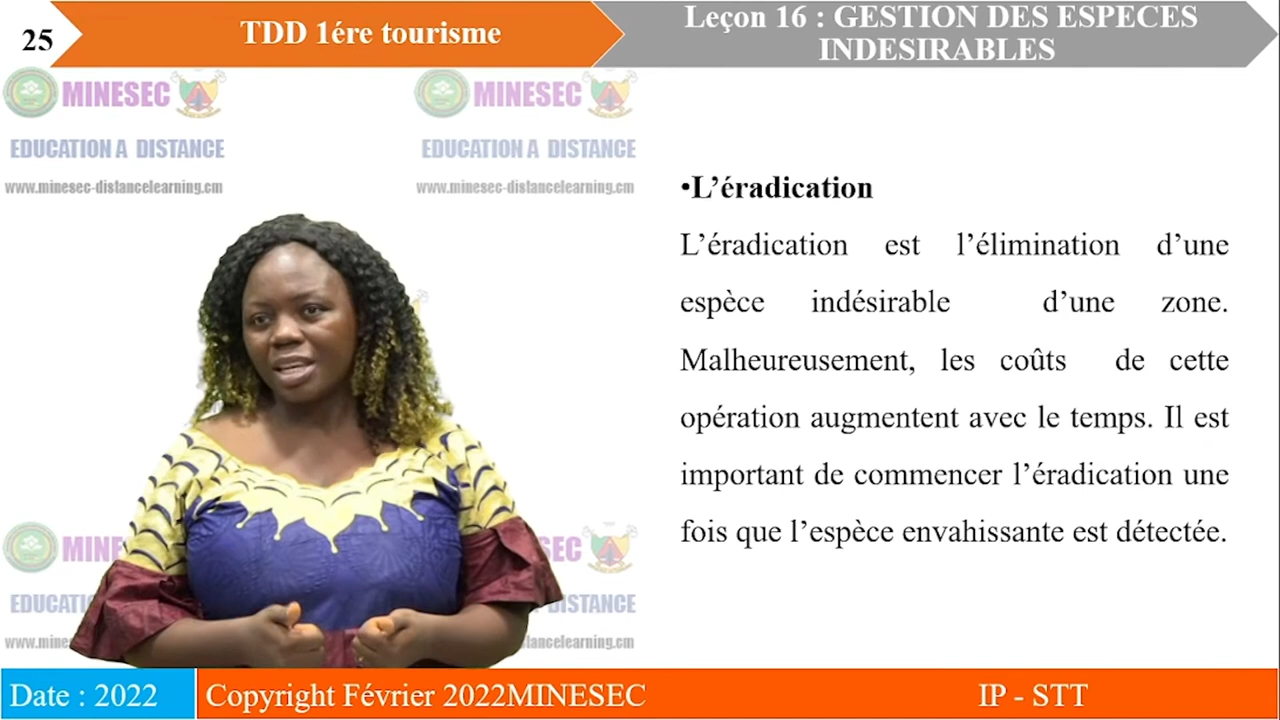 25
TDD 1ére tourisme
Leçon 16 : GESTION DES ESPECES
INDESIRABLES
MINESEC
EDUCATION A DISTANCE
www.minesec-distancelearning.cm
MINESEC
EDUCATION A DISTANCE
www.minesec-distancelearning.cm
•L’éradication
L’éradication est l’élimination d’une
espèce indésirable d’une zone.
Malheureusement, les coûts de cette
opération augmentent avec le temps. Il est
important de commencer l’éradication une
fois que l’espèce envahissante est détectée.
Date : 2022
Copyright Février 2022MINESEC
IP - STT